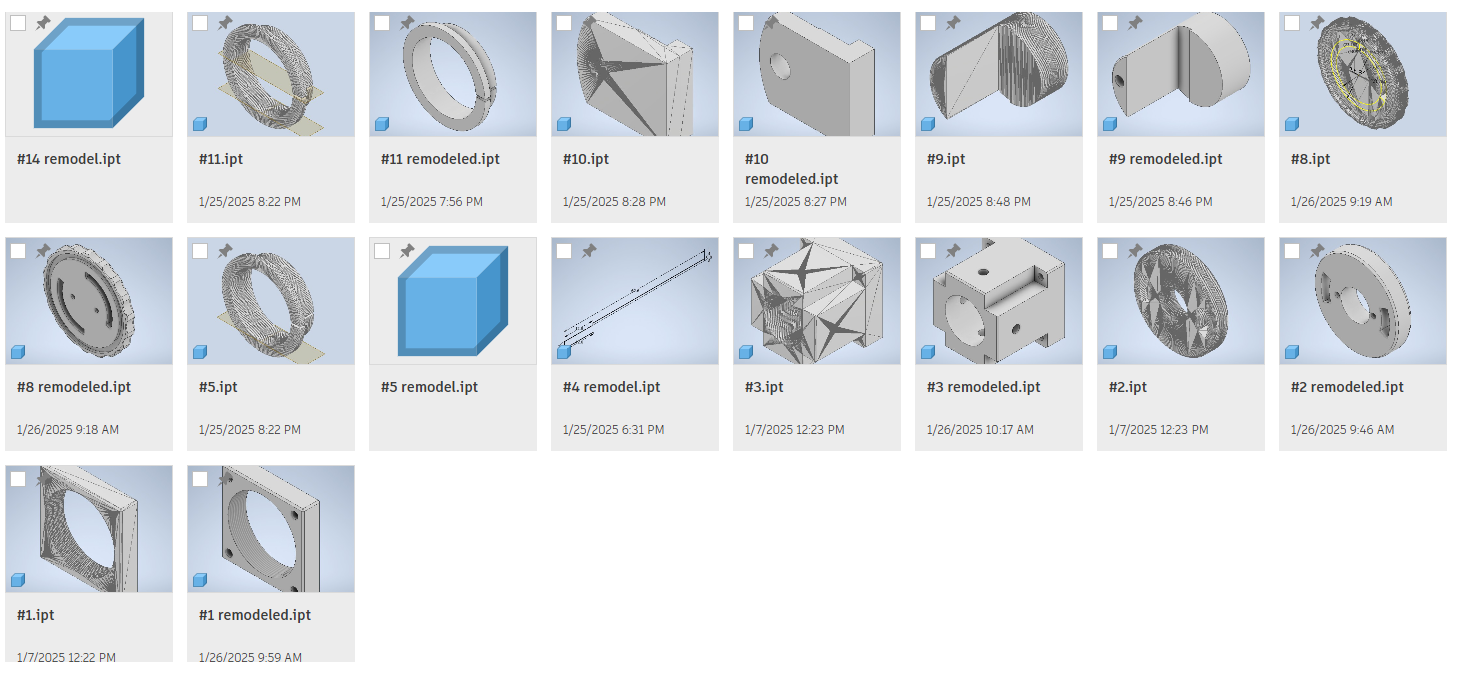 #14 remodel.ipt
#11.ipt
1/25/2025 8:22 PM
#11 remodeled.ipt
1/25/2025 7:56 PM
#10.ipt
1/25/2025 8:28 PM
#10
remodeled.ipt
1/25/2025 8:27 PM
#9.ipt
1/25/2025 8:48 PM
#9 remodeled.ipt
1/25/2025 8:46 PM
#8.ipt
1/26/2025 9:19 AM
#8 remodeled.ipt
1/26/2025 9:18 AM
#5.ipt
1/25/2025 8:22 PM
#5 remodel.ipt
#4 remodel.ipt
1/25/2025 6:31 PM
#3.ipt
1/7/2025 12:23 PM
#3 remodeled.ipt
1/26/2025 10:17 AM
#2.ipt
1/7/2025 12:23 PM
#2 remodeled.ipt
1/26/2025 9:46 AM
#1.ipt
1/7/2025 12:22 PM
#1 remodeled.ipt
1/26/2025 9:59 AM